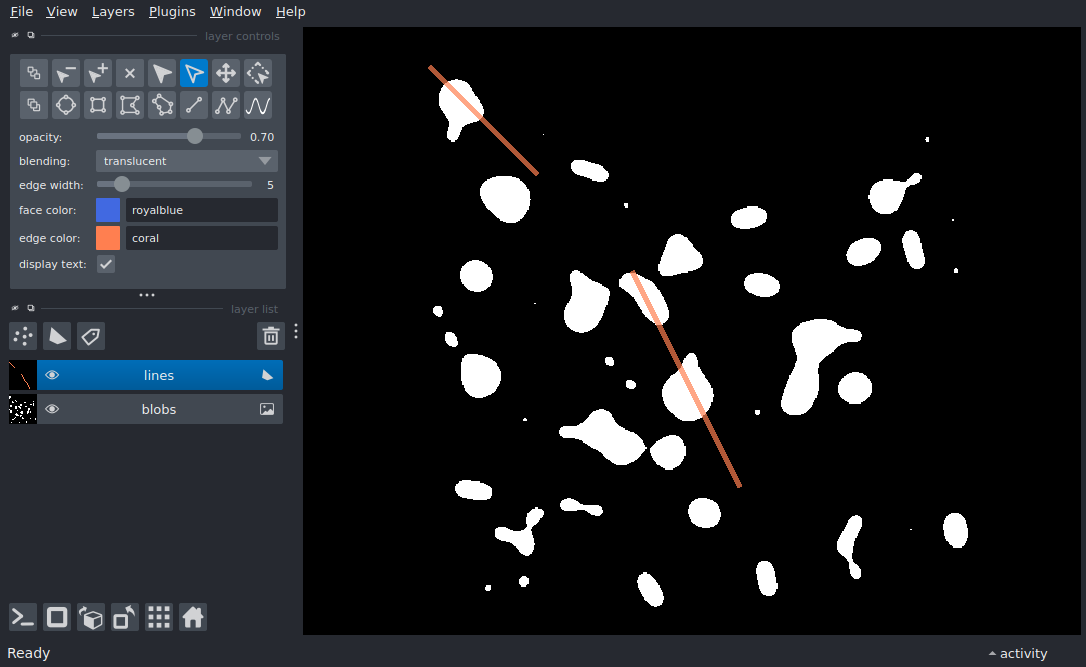 File View Layers Plugins Window Help
layer controls
opacity: 0.70
blending: translucent
edge width: 5
face color: royalblue
edge color: coral
display text:
layer list
lines
blobs
Ready
activity